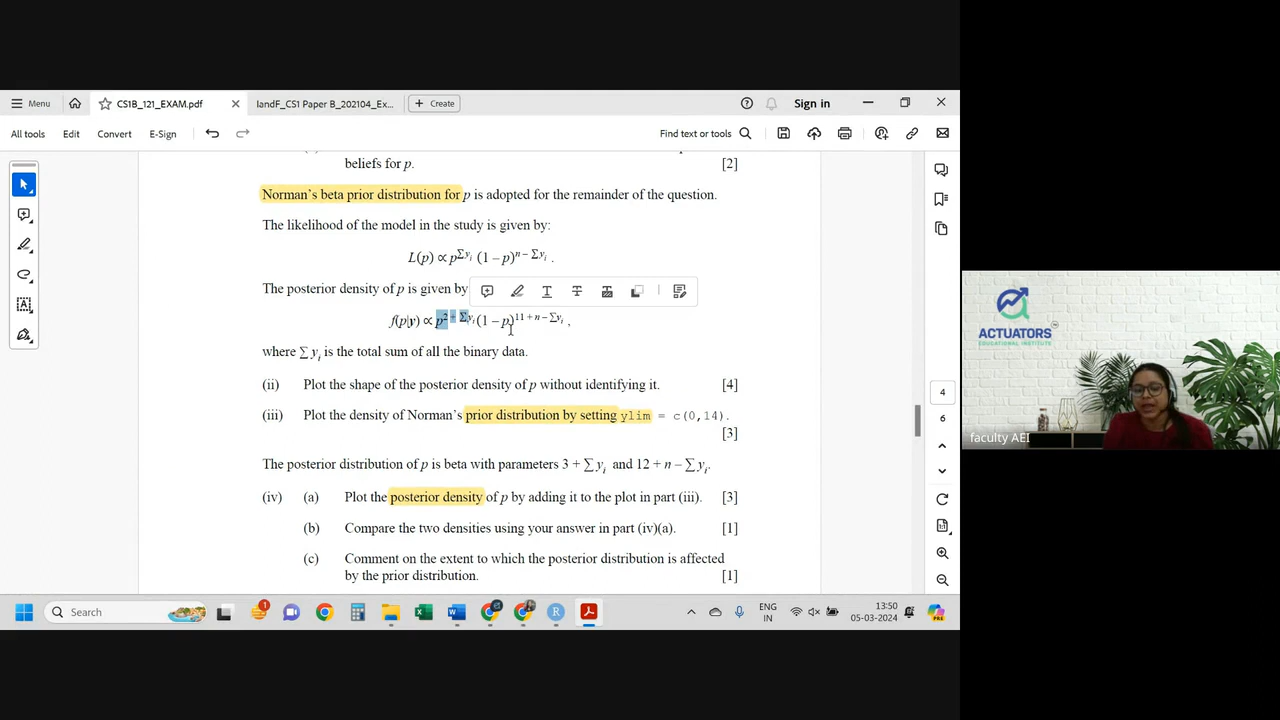 Menu
CS1B_121_EXAM.pdf
IandF_CS1 Paper B_202104_Ex...
Create
Sign in
All tools Edit Convert E-Sign
Find text or tools
beliefs for p.
[2]
Norman's beta prior distribution for p is adopted for the remainder of the question.
The likelihood of the model in the study is given by:
L(p) ∝ p^Σy_i (1 – p)^n – Σy_i .
The posterior density of p is given by
f(p|y) ∝ p^2 + Σy_i (1 – p)^11 + n – Σy_i ,
where Σ y_i is the total sum of all the binary data.
(ii) Plot the shape of the posterior density of p without identifying it. [4]
(iii) Plot the density of Norman's prior distribution by setting ylim = c(0,14).
[3]
The posterior distribution of p is beta with parameters 3 + Σ y_i and 12 + n – Σ y_i.
(iv) (a) Plot the posterior density of p by adding it to the plot in part (iii). [3]
(b) Compare the two densities using your answer in part (iv)(a). [1]
(c) Comment on the extent to which the posterior distribution is affected
by the prior distribution. [1]
4
6
ACTUATORS
EDUCATIONAL INSTITUTE
faculty AEI
Search
1
ENG
IN
13:50
05-03-2024